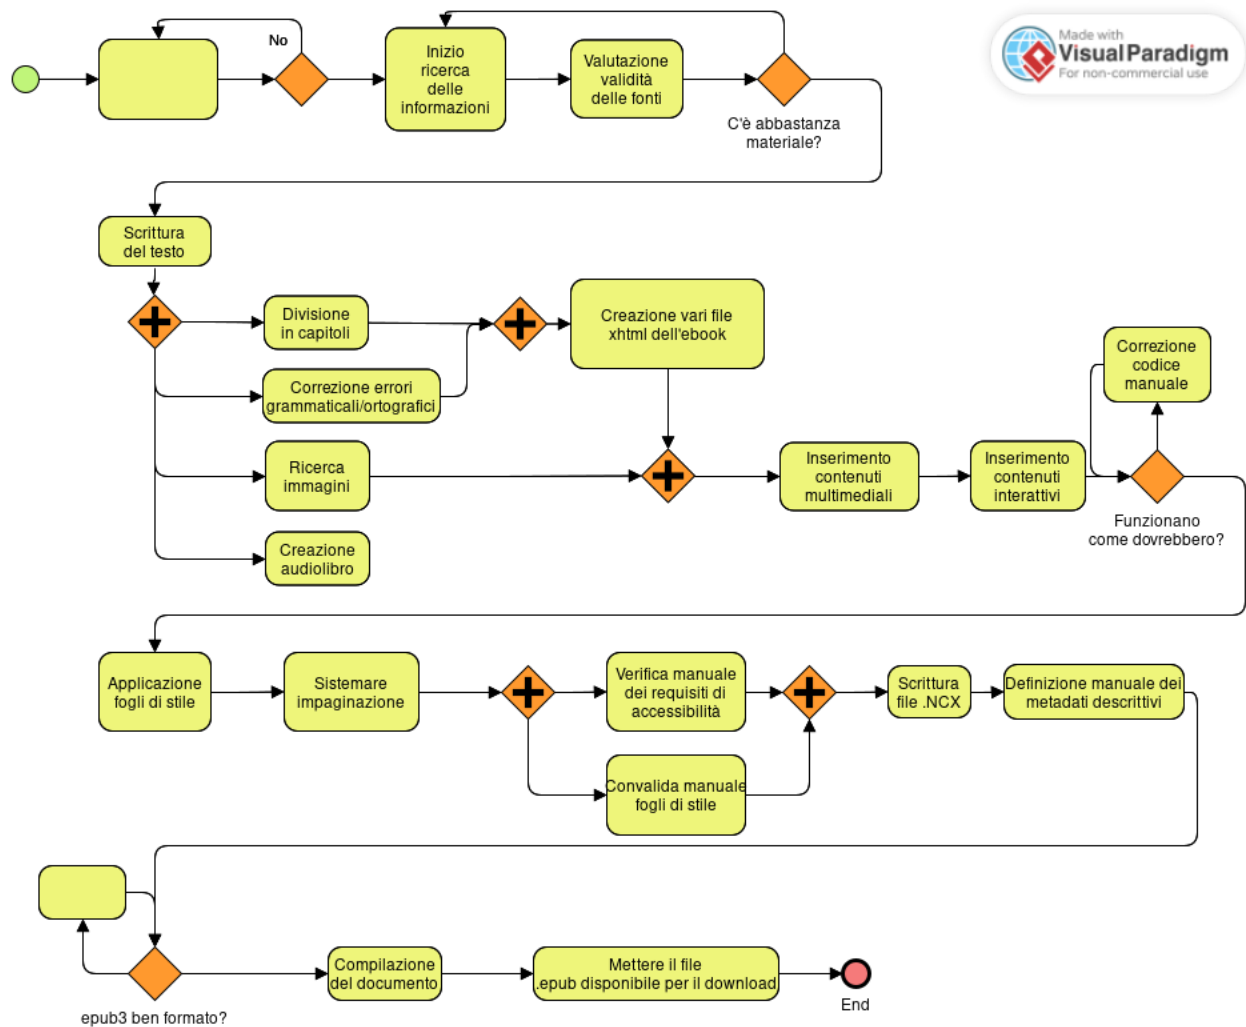 Made with
Visual Paradigm
For non-commercial use
No
Inizio
ricerca
delle
informazioni
Valutazione
validità
delle fonti
C'è abbastanza
materiale?
Scrittura
del testo
Divisione
in capitoli
Creazione vari file
xhtml dell'ebook
Correzione errori
grammaticali/ortografici
Correzione
codice
manuale
Ricerca
immagini
Inserimento
contenuti
multimediali
Inserimento
contenuti
interattivi
Funzionano
come dovrebbero?
Creazione
audiolibro
Applicazione
fogli di stile
Sistemare
impaginazione
Verifica manuale
dei requisiti di
accessibilità
Scrittura
file .NCX
Definizione manuale dei
metadati descrittivi
Convalida manuale
fogli di stile
epub3 ben formato?
Compilazione
del documento
Mettere il file
.epub disponibile per il download
End